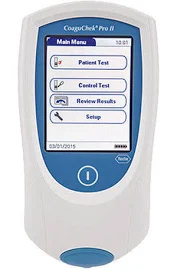 CoaguChek® Pro II
Main Menu 10:01
Patient Test
Control Test
Review Results
Setup
03/31/2015
Roche